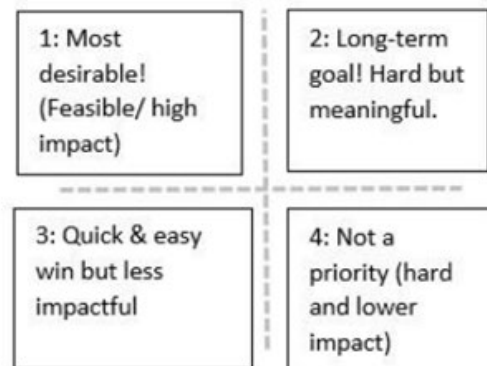 1: Most
desirable!
(Feasible/ high
impact)
2: Long-term
goal! Hard but
meaningful.
3: Quick & easy
win but less
impactful
4: Not a
priority (hard
and lower
impact)